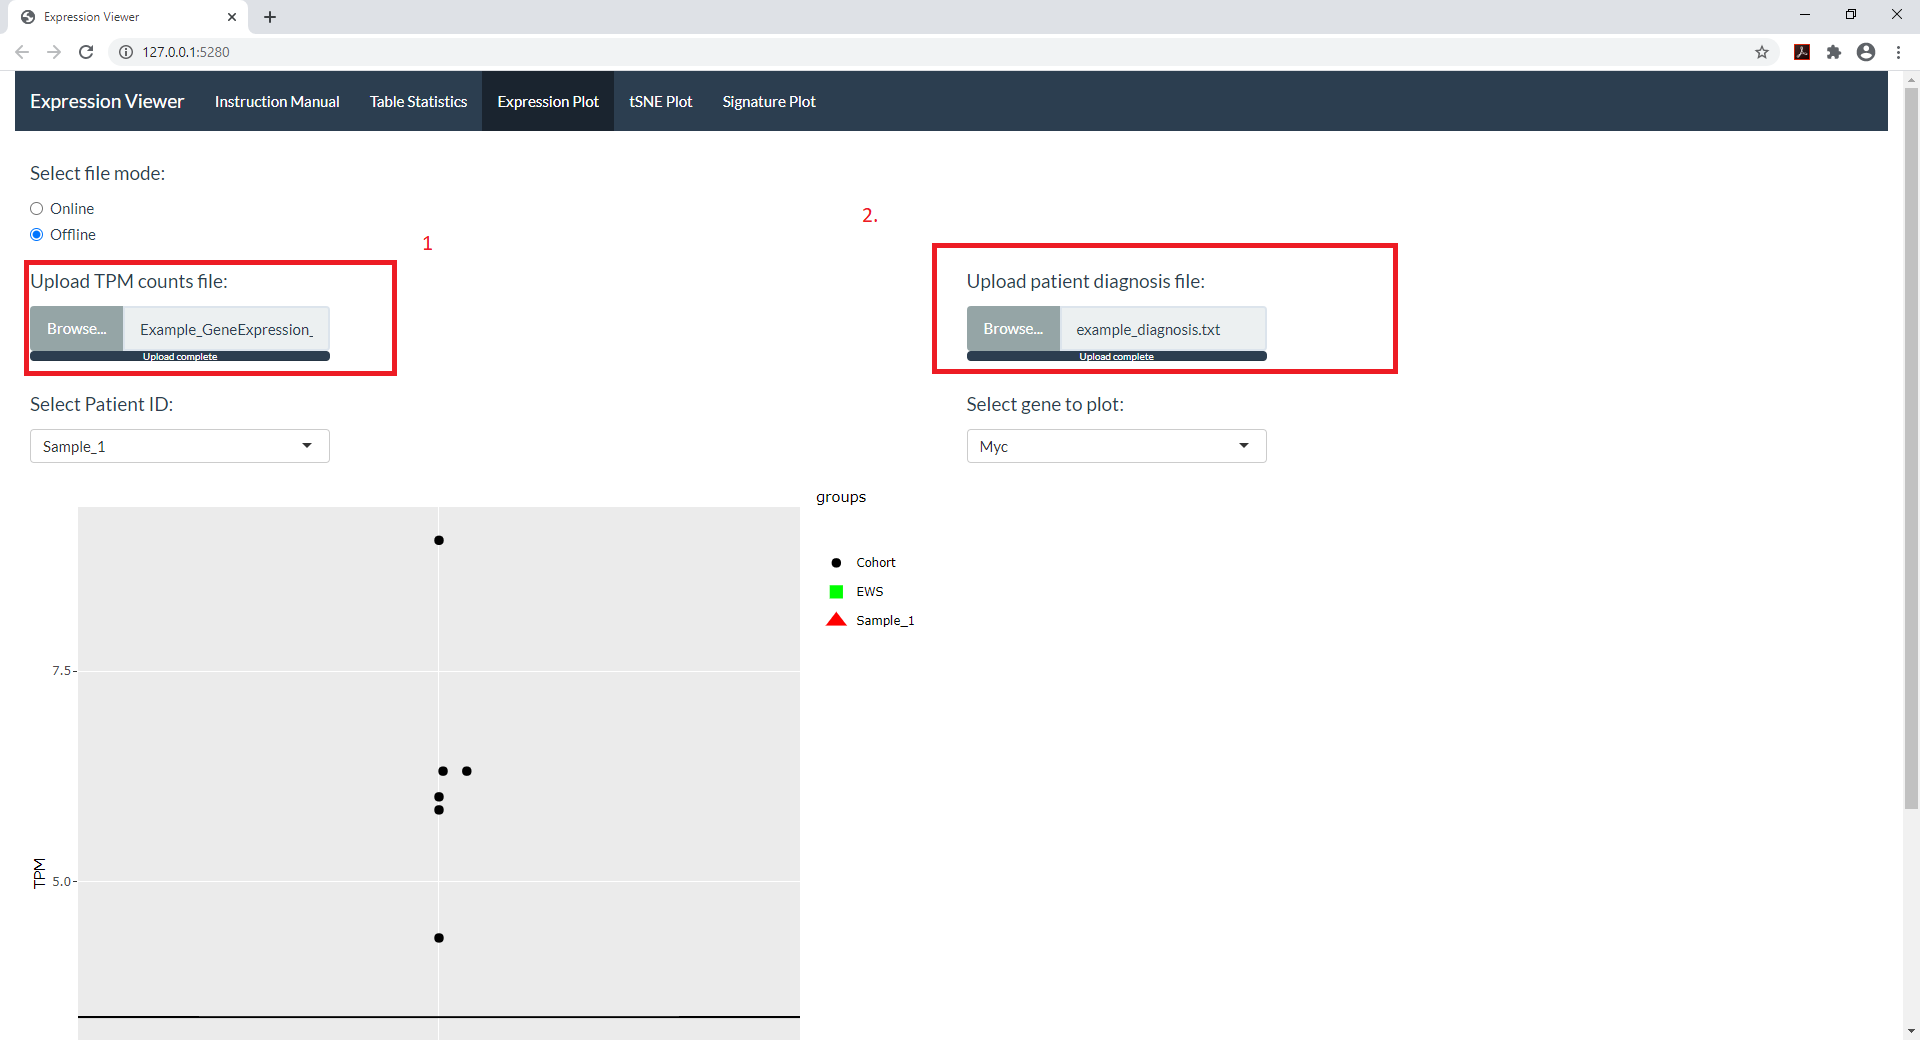 Expression Viewer
127.0.0.1:5280
Expression Viewer Instruction Manual Table Statistics Expression Plot tSNE Plot Signature Plot
Select file mode:
Online
Offline
1
2.
Upload TPM counts file:
Browse... Example_GeneExpression_
Upload complete
Upload patient diagnosis file:
Browse... example_diagnosis.txt
Upload complete
Select Patient ID:
Sample_1
Select gene to plot:
Myc
groups
Cohort
EWS
Sample_1
7.5
5.0
TPM